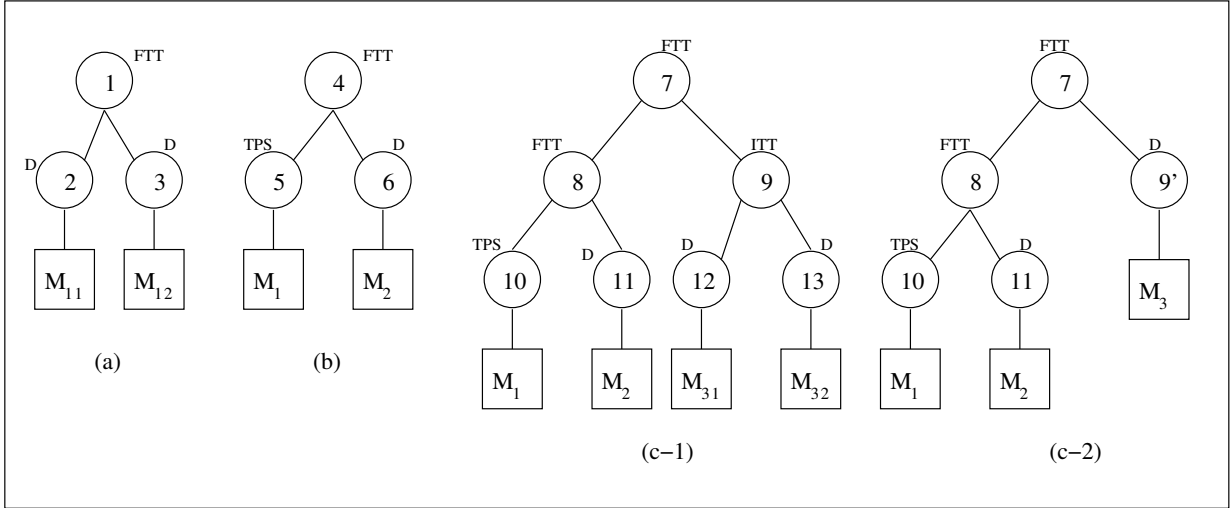 FTT
1
D
2
D
3
M11
M12
(a)
FTT
4
TPS
5
D
6
M1
M2
(b)
FTT
7
FTT
8
ITT
9
TPS
10
D
11
D
12
D
13
M1
M2
M31
M32
(c−1)
FTT
7
FTT
8
D
9’
TPS
10
D
11
M3
M1
M2
(c−2)